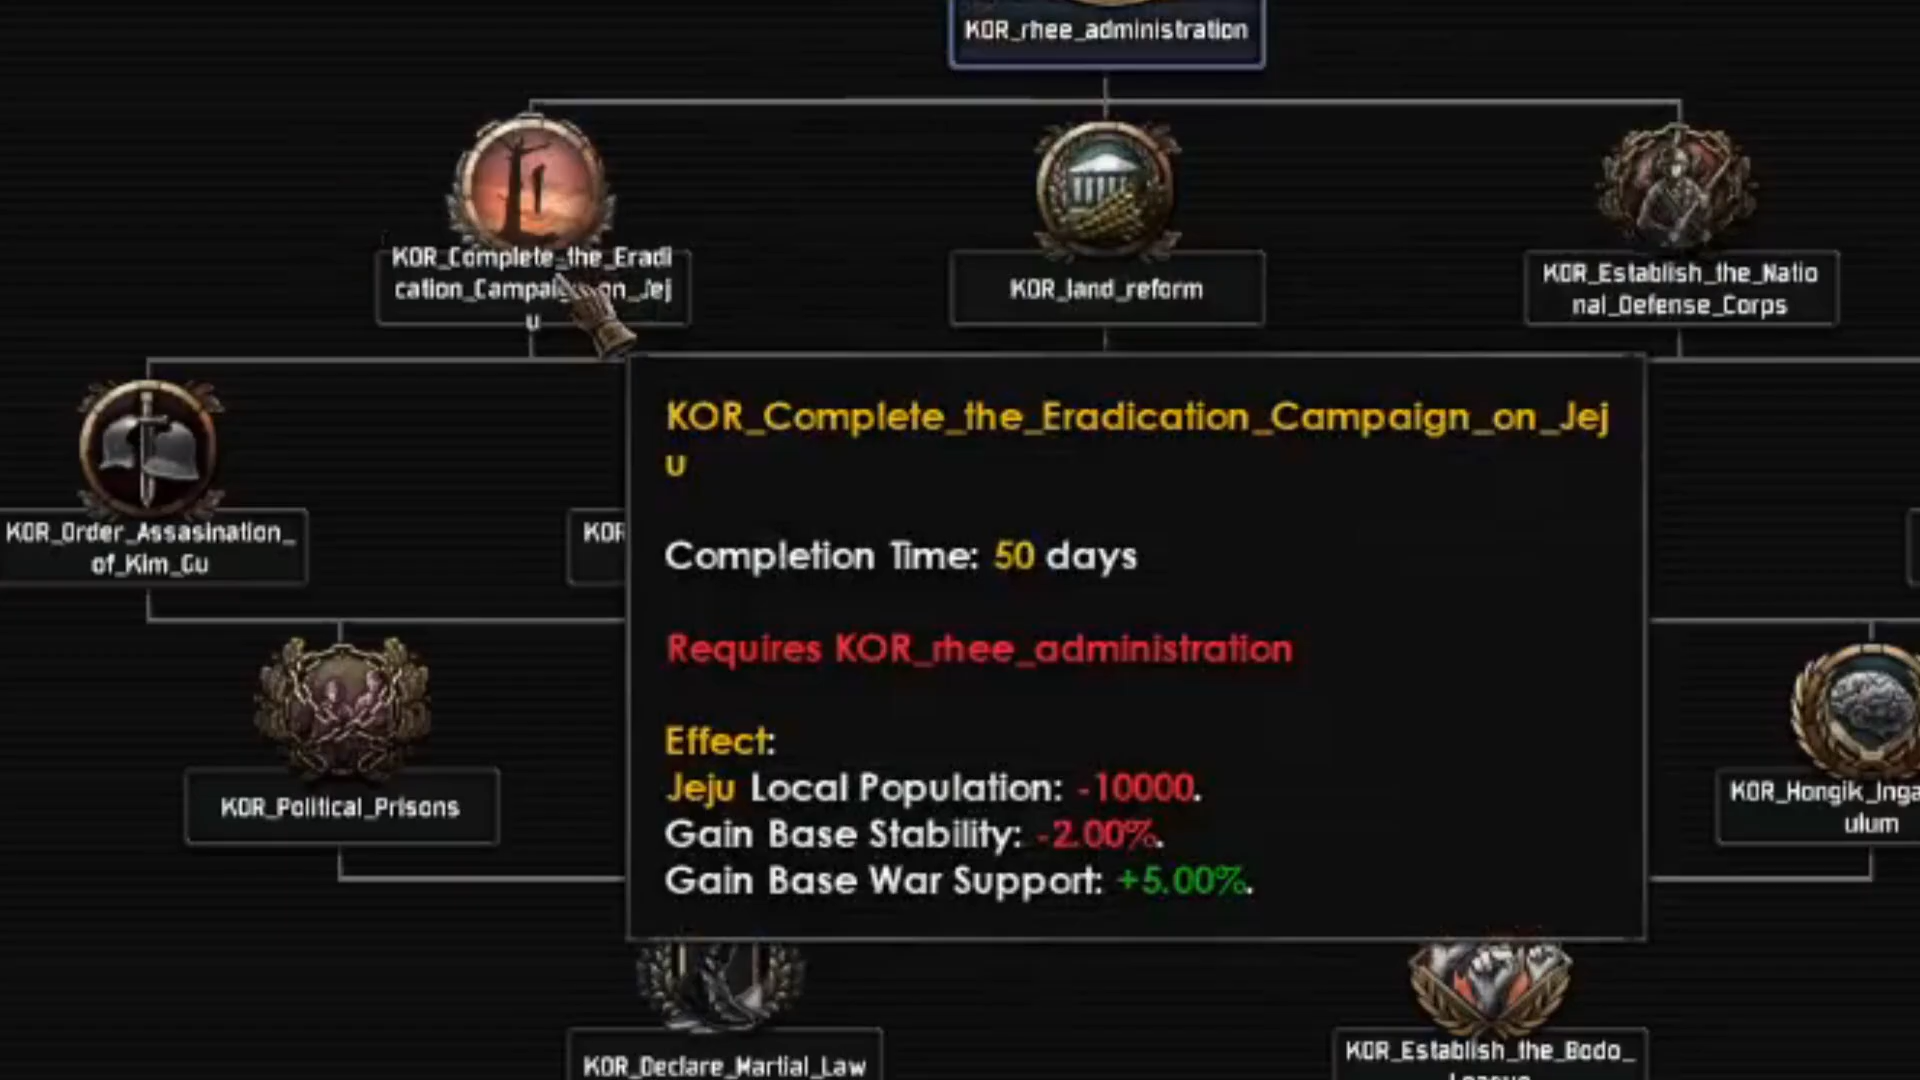 KOR_rhee_administration
KOR_Complete_the_Eradi
cation_Campaign_on_Jej
u
KOR_land_reform
KOR_Establish_the_Natio
nal_Defense_Corps
KOR_Complete_the_Eradication_Campaign_on_Jej
u
Completion Time: 50 days
Requires KOR_rhee_administration
Effect:
Jeju Local Population: -10000.
Gain Base Stability: -2.00%.
Gain Base War Support: +5.00%.
KOR_Order_Assasination_
of_Kim_Gu
KOR
KOR_Political_Prisons
KOR_Hongik_Inga
ulum
KOR_Declare_Martial_Law
KOR_Establish_the_Bodo_